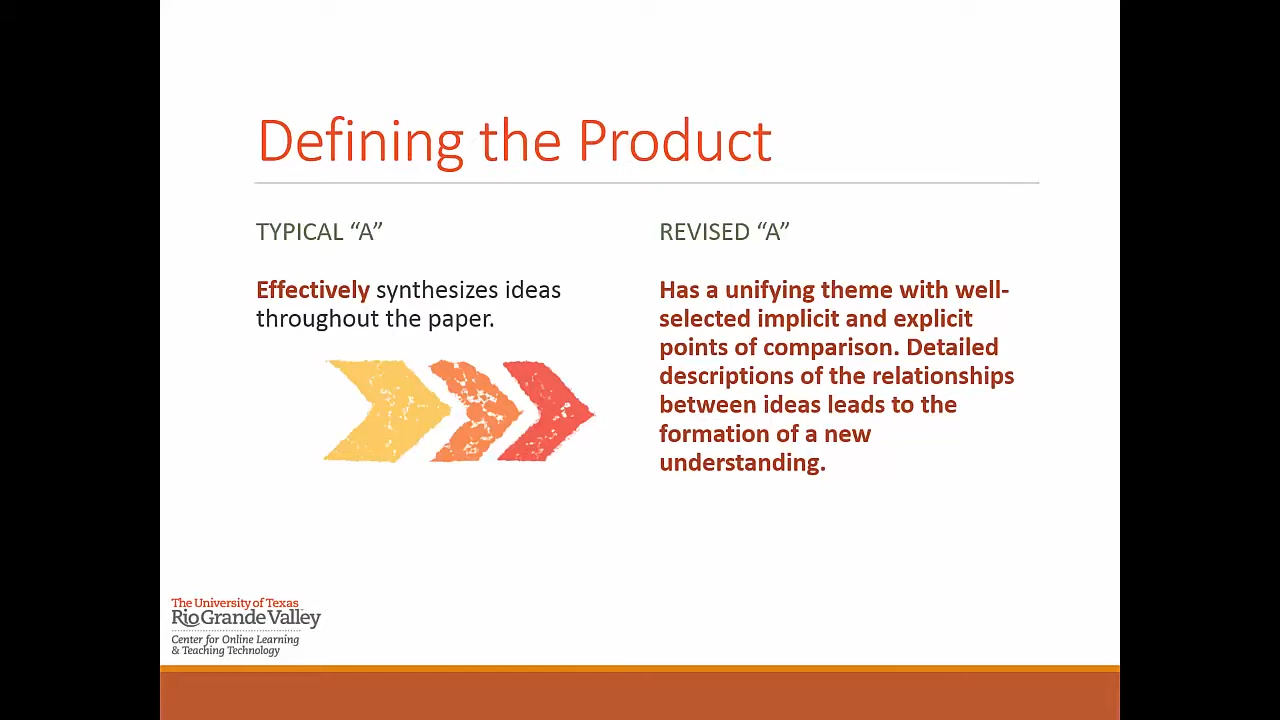 Defining the Product
TYPICAL “A”
Effectively synthesizes ideas
throughout the paper.
REVISED “A”
Has a unifying theme with well-
selected implicit and explicit
points of comparison. Detailed
descriptions of the relationships
between ideas leads to the
formation of a new
understanding.
The University of Texas
Rio Grande Valley
Center for Online Learning
& Teaching Technology